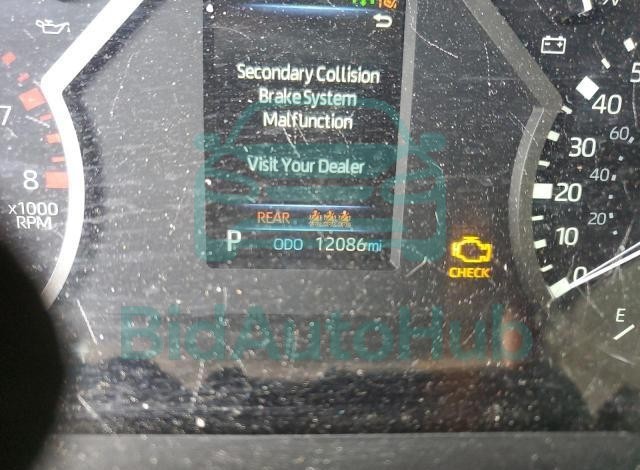 Secondary Collision
Brake System
Malfunction
Visit Your Dealer
REAR
P ODO 12086mi
CHECK
7
8
x1000
RPM
40
30
20
10
0
60
40
20
E
BidAutoHub